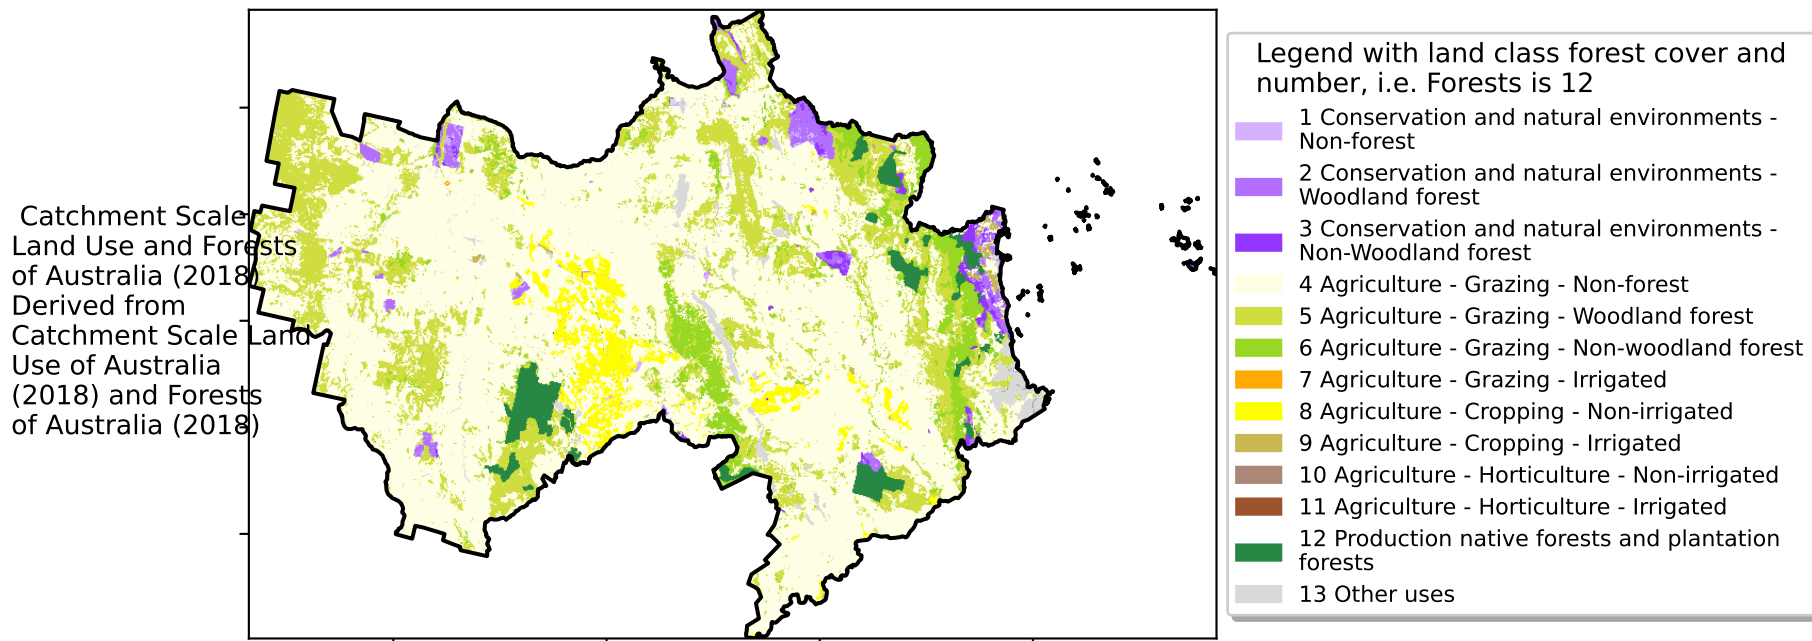 Catchment Scale
Land Use and Forests
of Australia (2018)
Derived from
Catchment Scale Land
Use of Australia
(2018) and Forests
of Australia (2018)
Legend with land class forest cover and
number, i.e. Forests is 12
1 Conservation and natural environments -
Non-forest
2 Conservation and natural environments -
Woodland forest
3 Conservation and natural environments -
Non-Woodland forest
4 Agriculture - Grazing - Non-forest
5 Agriculture - Grazing - Woodland forest
6 Agriculture - Grazing - Non-woodland forest
7 Agriculture - Grazing - Irrigated
8 Agriculture - Cropping - Non-irrigated
9 Agriculture - Cropping - Irrigated
10 Agriculture - Horticulture - Non-irrigated
11 Agriculture - Horticulture - Irrigated
12 Production native forests and plantation
forests
13 Other uses